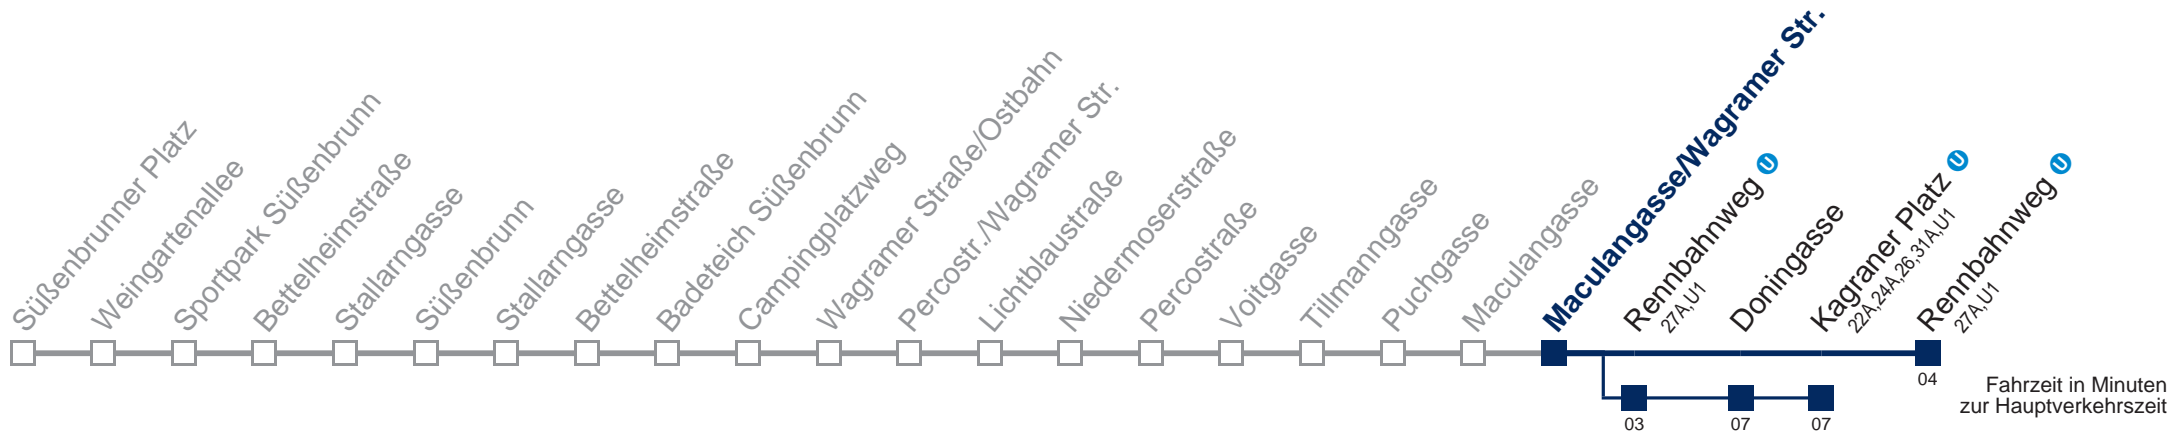 Süßenbrunner Platz
Weingartenallee
Sportpark Süßenbrunn
Bettelheimstraße
Stallarngasse
Süßenbrunn
Stallarngasse
Bettelheimstraße
Badeteich Süßenbrunn
Campingplatzweg
Wagramer Straße/Ostbahn
Percostr./Wagramer Str.
Lichtblaustraße
Niedermoserstraße
Percostraße
Voitgasse
Tillmanngasse
Puchgasse
Maculangasse
Maculangasse/Wagramer Str.
Rennbahnweg U
27A,U1
Doningasse
Kagraner Platz U
22A,24A,26,31A,U1
Rennbahnweg U
27A,U1
04
03
07
07
Fahrzeit in Minuten
zur Hauptverkehrszeit